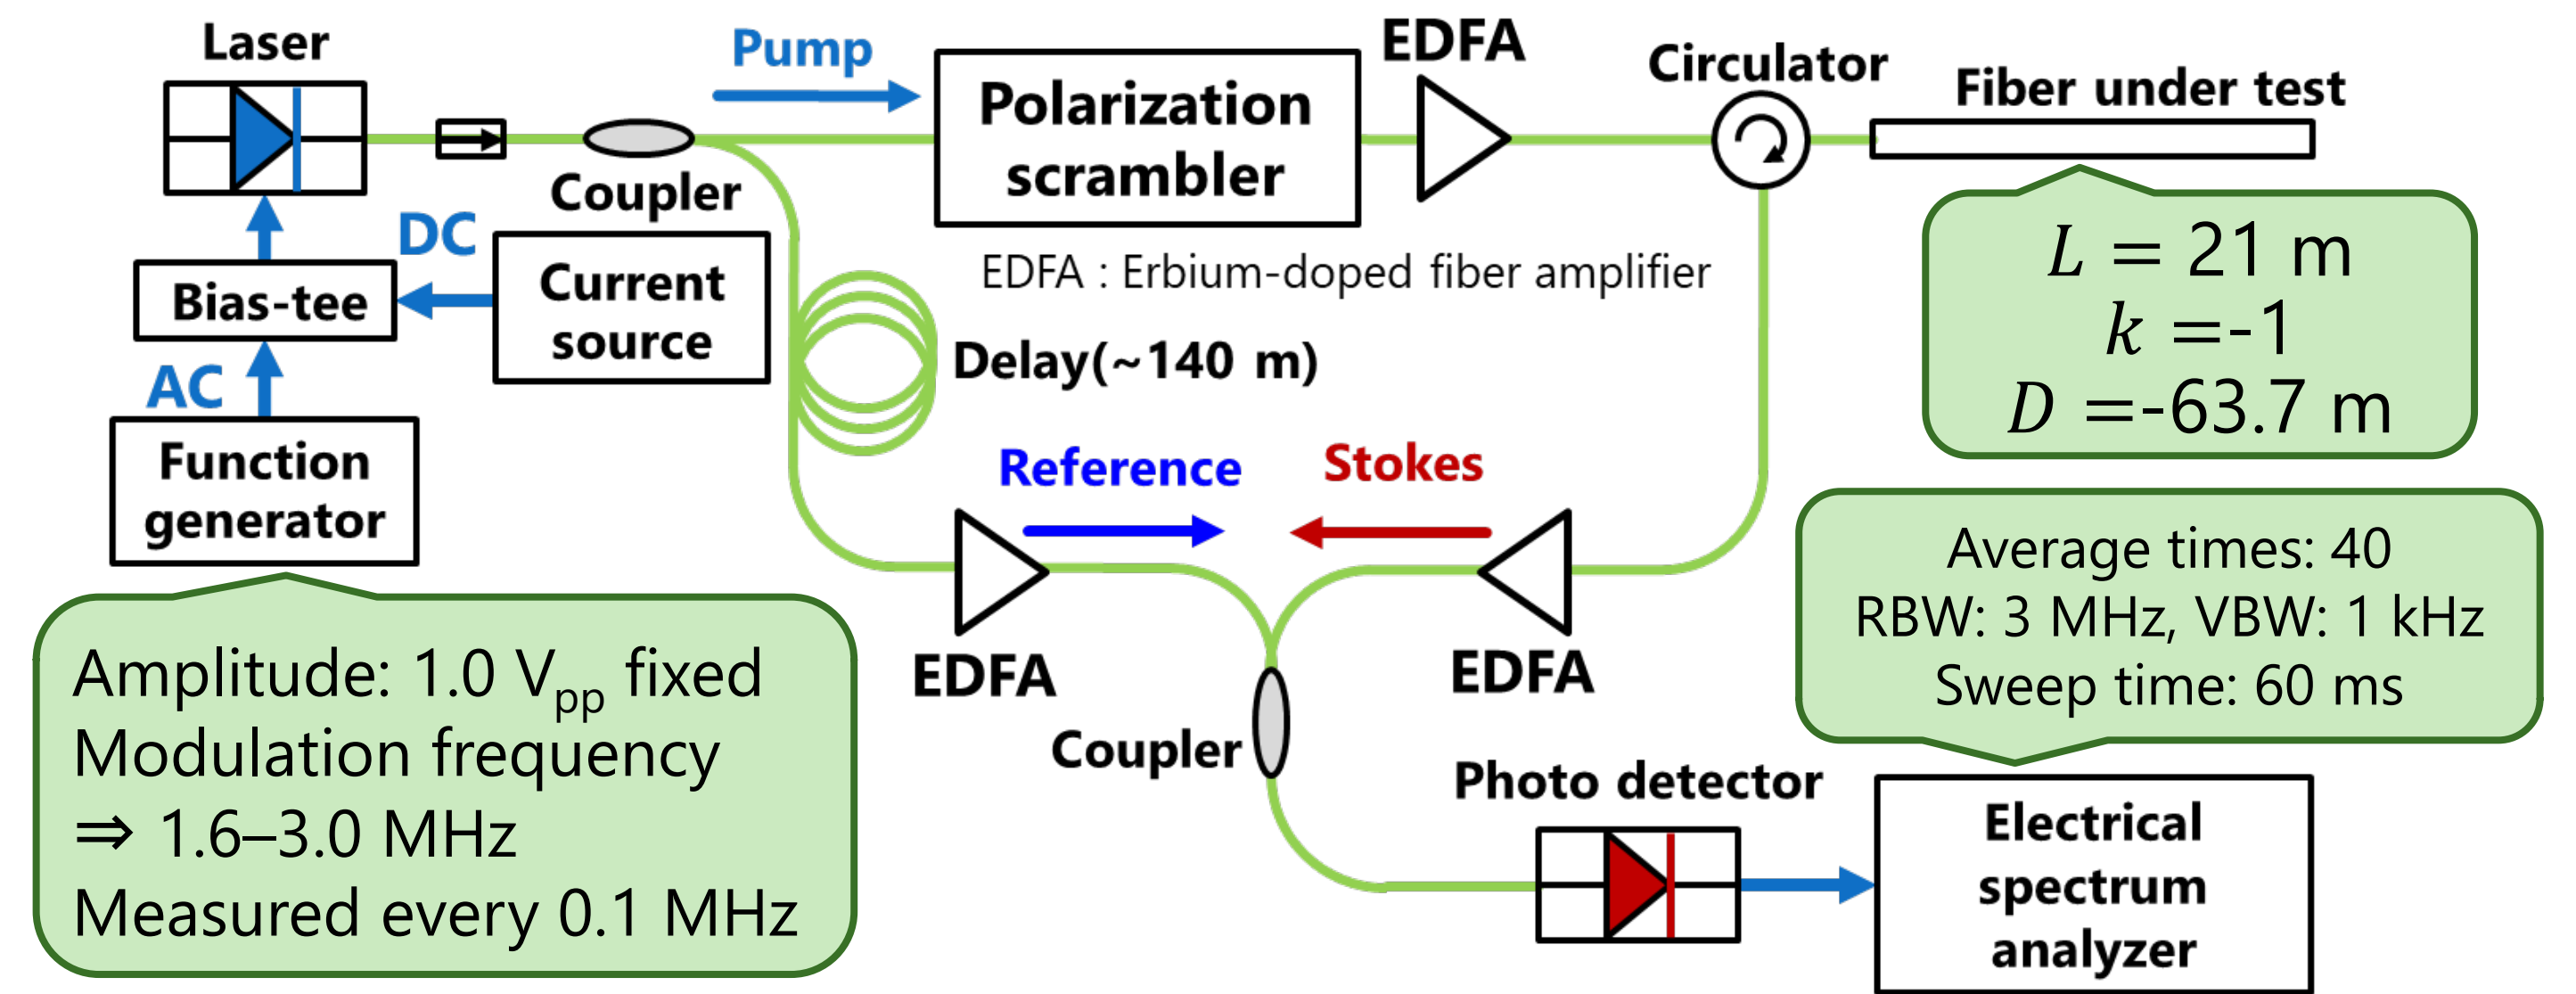 Laser
Pump
Polarization
scrambler
EDFA
Circulator
Fiber under test
Coupler
DC
Current
source
Bias-tee
AC
Function
generator
EDFA : Erbium-doped fiber amplifier
Delay(~140 m)
L = 21 m
k =-1
D =-63.7 m
Reference
Stokes
EDFA
EDFA
Coupler
Average times: 40
RBW: 3 MHz, VBW: 1 kHz
Sweep time: 60 ms
Amplitude: 1.0 Vpp fixed
Modulation frequency
⇒ 1.6–3.0 MHz
Measured every 0.1 MHz
Photo detector
Electrical
spectrum
analyzer